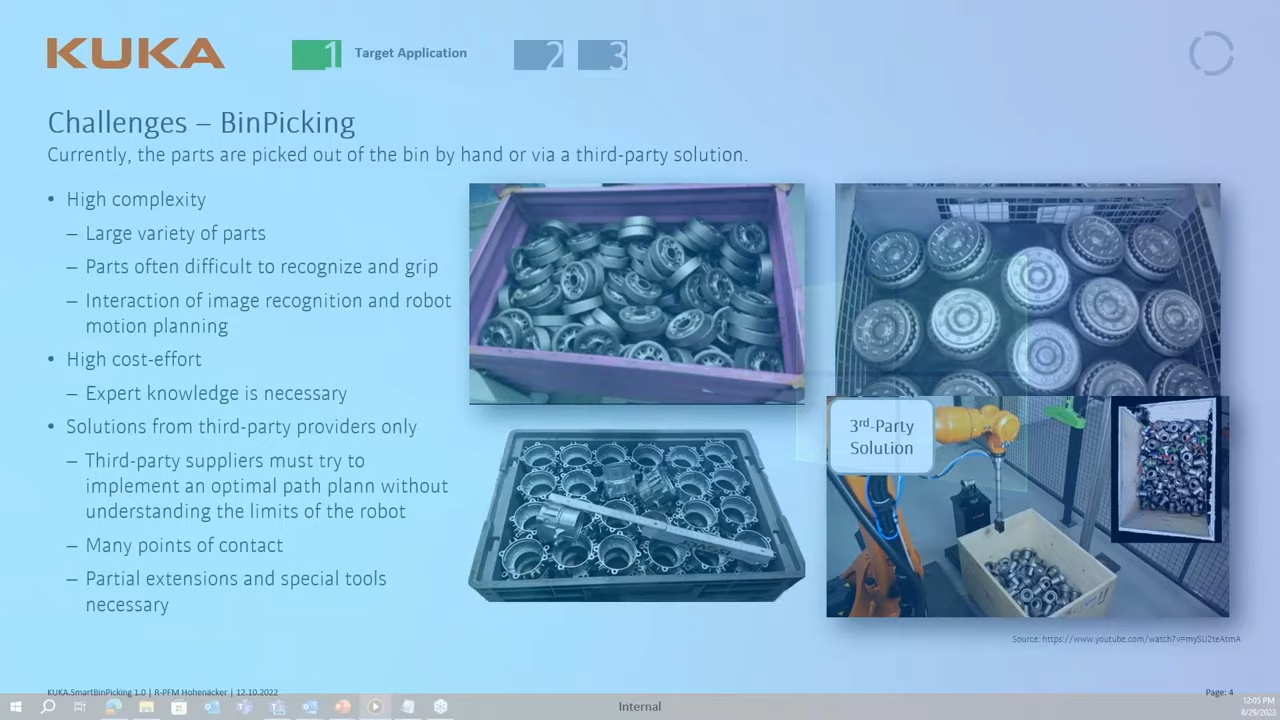 KUKA
1 Target Application
2
3
Challenges – BinPicking
Currently, the parts are picked out of the bin by hand or via a third-party solution.
• High complexity
– Large variety of parts
– Parts often difficult to recognize and grip
– Interaction of image recognition and robot
motion planning
• High cost-effort
– Expert knowledge is necessary
• Solutions from third-party providers only
– Third-party suppliers must try to
implement an optimal path plann without
understanding the limits of the robot
– Many points of contact
– Partial extensions and special tools
necessary
3rd-Party
Solution
Source: https://www.youtube.com/watch?v=mySU2teAtmA
KUKA.SmartBinPicking 1.0 | R-PFM Hohenäcker | 12.10.2022
Page: 4
Internal
12:05 PM
8/29/2023